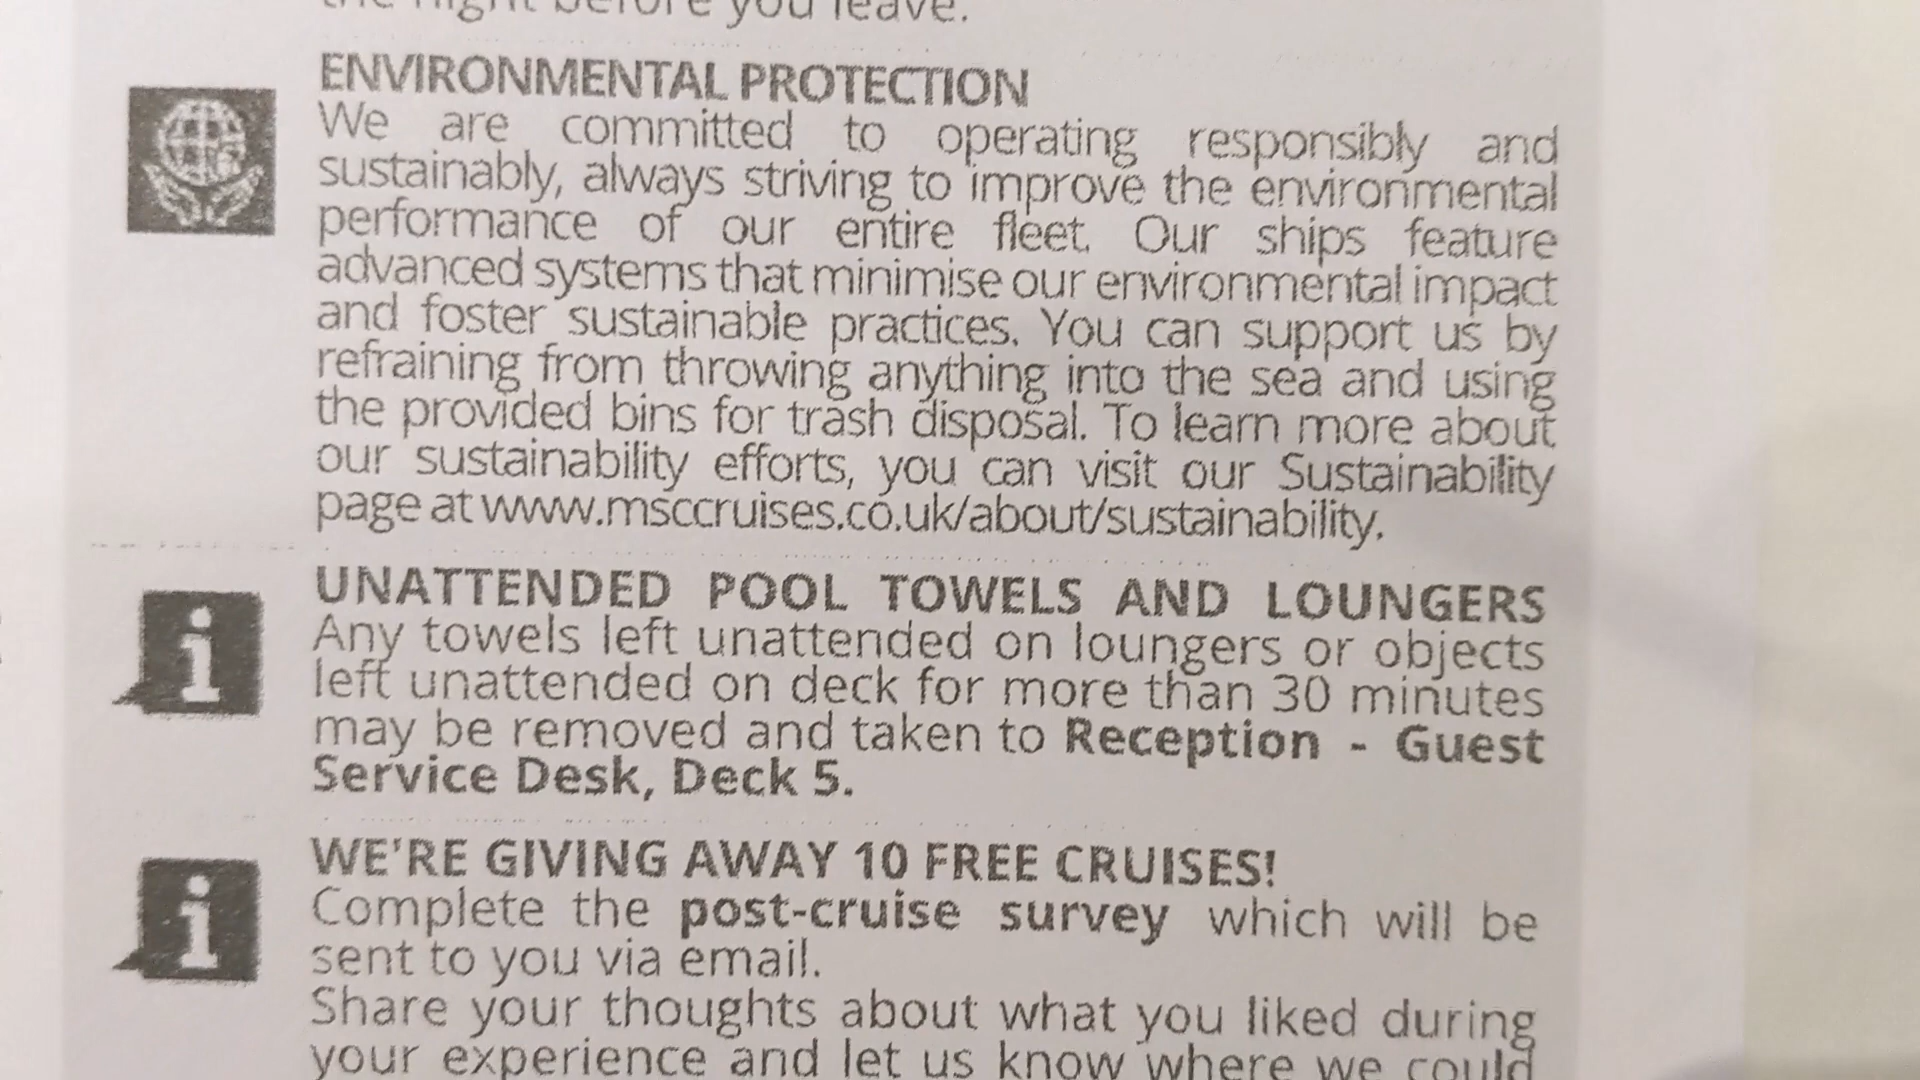 the night before you leave.
ENVIRONMENTAL PROTECTION
We are committed to operating responsibly and
sustainably, always striving to improve the environmental
performance of our entire fleet. Our ships feature
advanced systems that minimise our environmental impact
and foster sustainable practices. You can support us by
refraining from throwing anything into the sea and using
the provided bins for trash disposal. To learn more about
our sustainability efforts, you can visit our Sustainability
page at www.msccruises.co.uk/about/sustainability.
UNATTENDED POOL TOWELS AND LOUNGERS
Any towels left unattended on loungers or objects
left unattended on deck for more than 30 minutes
may be removed and taken to Reception - Guest
Service Desk, Deck 5.
WE'RE GIVING AWAY 10 FREE CRUISES!
Complete the post-cruise survey which will be
sent to you via email.
Share your thoughts about what you liked during
your experience and let us know where we could